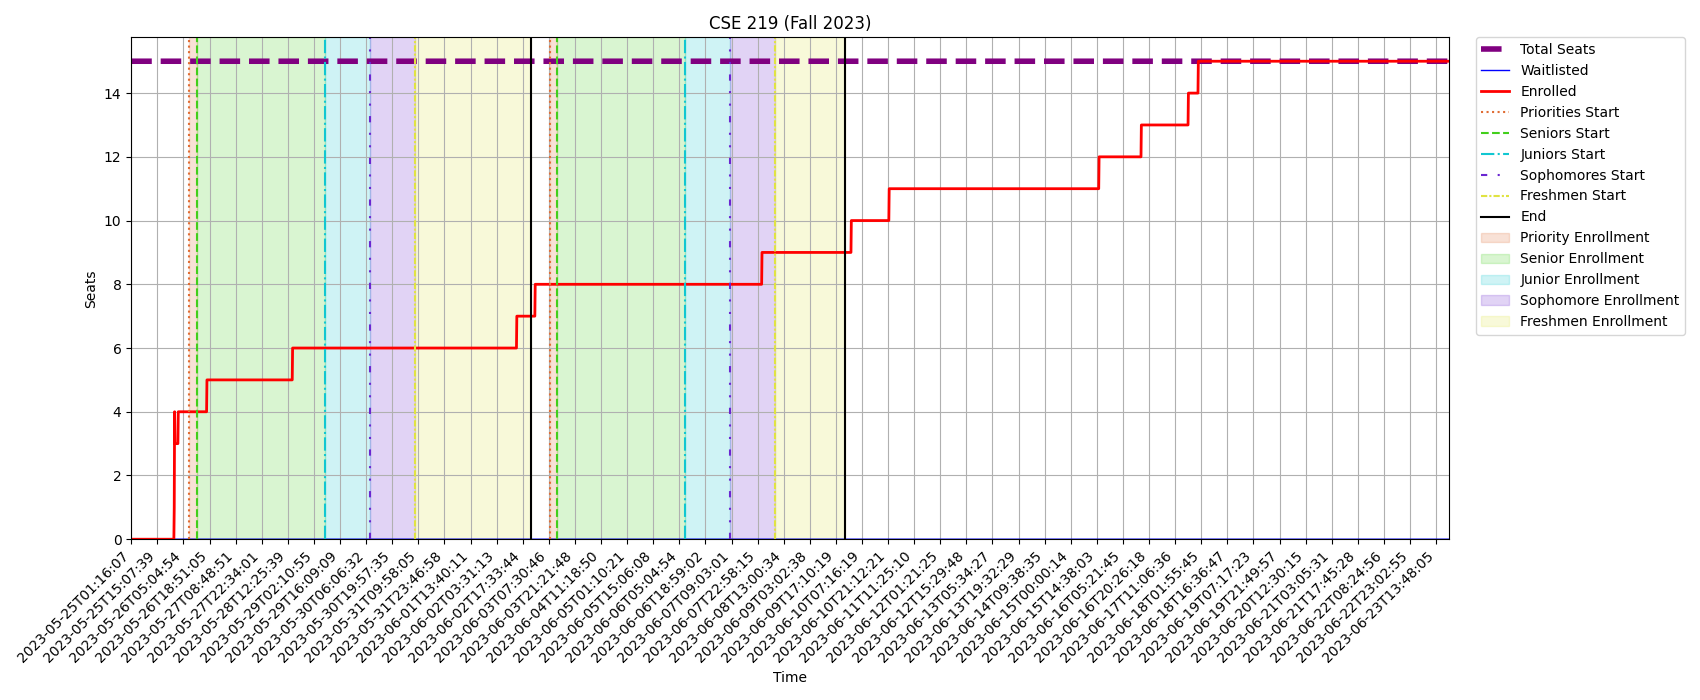 CSE 219 (Fall 2023)
Seats
14
12
10
8
6
4
2
0
2023-05-25T01:16:07
2023-05-25T15:07:39
2023-05-26T05:04:54
2023-05-26T18:51:05
2023-05-27T08:48:51
2023-05-27T22:34:01
2023-05-28T12:25:39
2023-05-29T02:10:55
2023-05-29T16:09:09
2023-05-30T06:06:32
2023-05-30T19:57:35
2023-05-31T09:58:05
2023-05-31T23:46:58
2023-06-01T13:40:11
2023-06-02T03:31:13
2023-06-02T17:33:44
2023-06-03T07:30:46
2023-06-03T21:21:48
2023-06-04T11:18:50
2023-06-05T01:10:21
2023-06-05T15:06:08
2023-06-06T05:04:54
2023-06-06T18:59:02
2023-06-07T09:03:01
2023-06-07T22:58:15
2023-06-08T13:00:34
2023-06-09T03:02:38
2023-06-09T17:10:19
2023-06-10T07:16:19
2023-06-10T21:12:21
2023-06-11T11:25:10
2023-06-12T01:21:25
2023-06-12T15:29:48
2023-06-13T05:34:27
2023-06-13T19:32:29
2023-06-14T09:38:35
2023-06-15T00:00:14
2023-06-15T14:38:03
2023-06-16T05:21:45
2023-06-16T20:26:18
2023-06-17T11:06:36
2023-06-18T01:55:45
2023-06-18T16:36:47
2023-06-19T07:17:23
2023-06-19T21:49:57
2023-06-20T12:30:15
2023-06-21T03:05:31
2023-06-21T17:45:28
2023-06-22T08:24:56
2023-06-22T23:02:55
2023-06-23T13:48:05
Time
Total Seats
Waitlisted
Enrolled
Priorities Start
Seniors Start
Juniors Start
Sophomores Start
Freshmen Start
End
Priority Enrollment
Senior Enrollment
Junior Enrollment
Sophomore Enrollment
Freshmen Enrollment